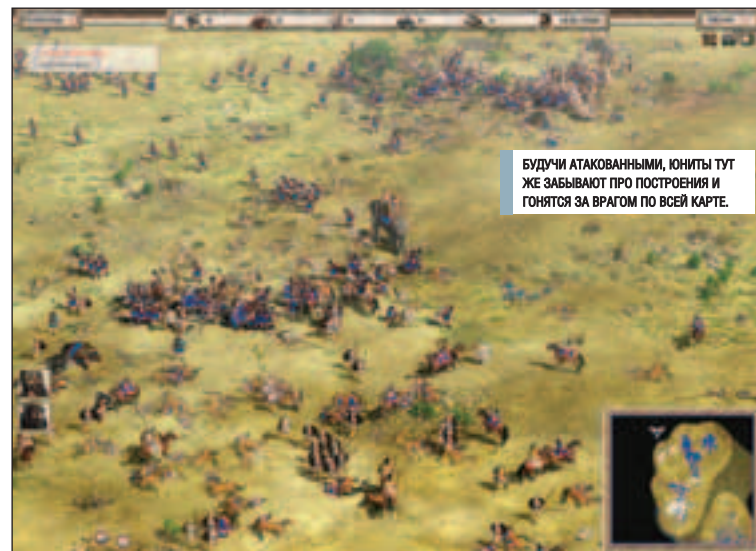 БУДУЧИ АТАКОВАННЫМИ, ЮНИТЫ ТУТ
ЖЕ ЗАБЫВАЮТ ПРО ПОСТРОЕНИЯ И
ГОНЯТСЯ ЗА ВРАГОМ ПО ВСЕЙ КАРТЕ.